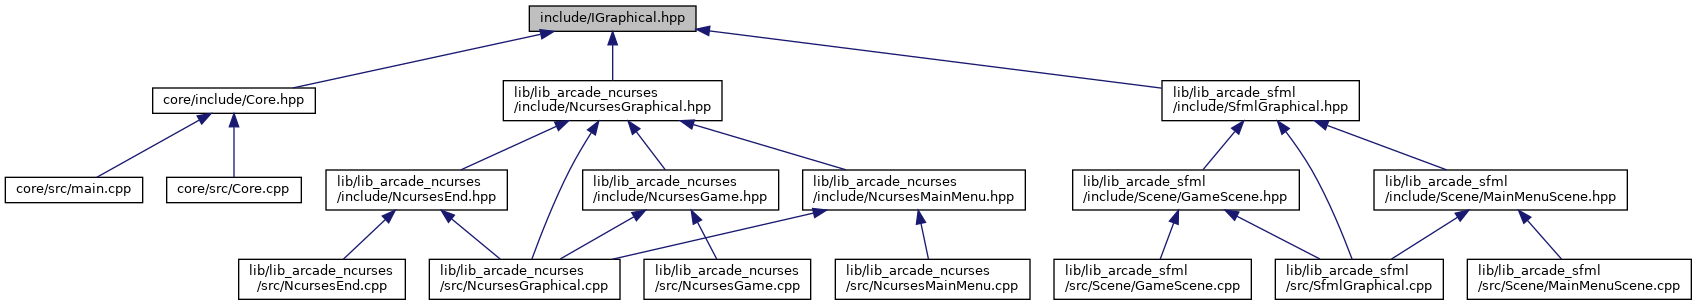 include/IGraphical.hpp
core/include/Core.hpp
lib/lib_arcade_ncurses
/include/NcursesGraphical.hpp
lib/lib_arcade_sfml
/include/SfmlGraphical.hpp
core/src/main.cpp
core/src/Core.cpp
lib/lib_arcade_ncurses
/include/NcursesEnd.hpp
lib/lib_arcade_ncurses
/include/NcursesGame.hpp
lib/lib_arcade_ncurses
/include/NcursesMainMenu.hpp
lib/lib_arcade_sfml
/include/Scene/GameScene.hpp
lib/lib_arcade_sfml
/include/Scene/MainMenuScene.hpp
lib/lib_arcade_ncurses
/src/NcursesEnd.cpp
lib/lib_arcade_ncurses
/src/NcursesGraphical.cpp
lib/lib_arcade_ncurses
/src/NcursesGame.cpp
lib/lib_arcade_ncurses
/src/NcursesMainMenu.cpp
lib/lib_arcade_sfml
/src/Scene/GameScene.cpp
lib/lib_arcade_sfml
/src/SfmlGraphical.cpp
lib/lib_arcade_sfml
/src/Scene/MainMenuScene.cpp